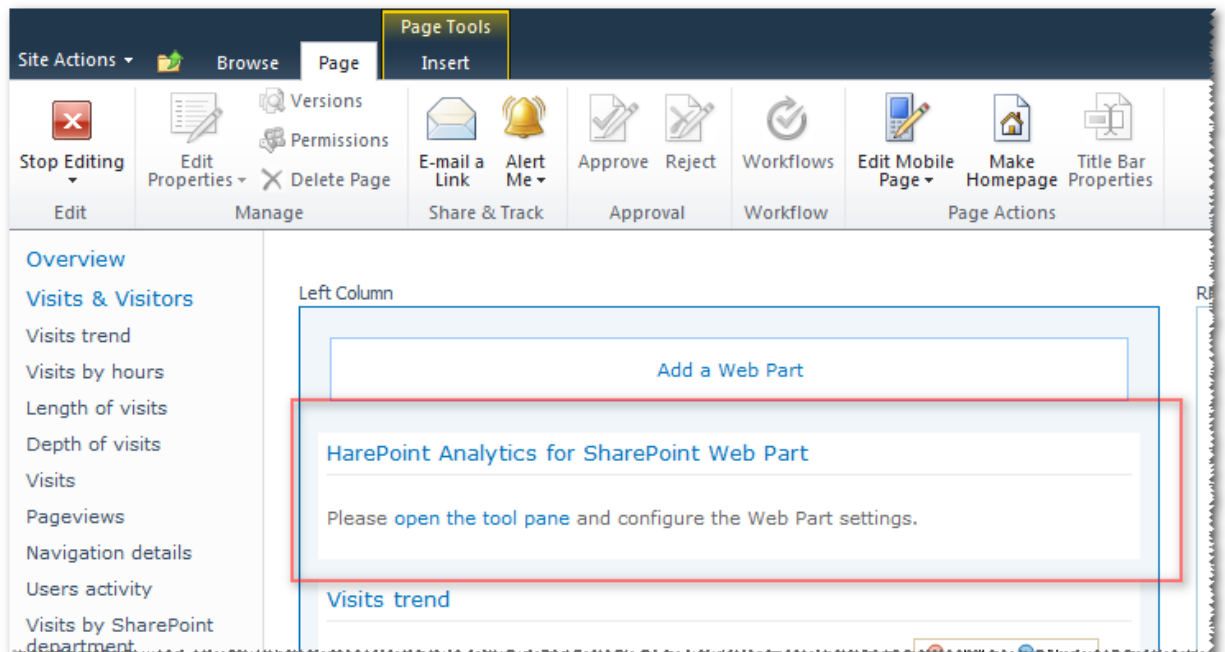 Page Tools
Site Actions Browse Page Insert
Stop Editing
Edit Properties
Versions
Permissions
Delete Page
E-mail a Link
Alert Me
Approve
Reject
Workflows
Edit Mobile Page
Make Homepage
Title Bar Properties
Edit Manage Share & Track Approval Workflow Page Actions
Overview
Visits & Visitors
Visits trend
Visits by hours
Length of visits
Depth of visits
Visits
Pageviews
Navigation details
Users activity
Visits by SharePoint
department
Left Column
Add a Web Part
HarePoint Analytics for SharePoint Web Part
Please open the tool pane and configure the Web Part settings.
Visits trend